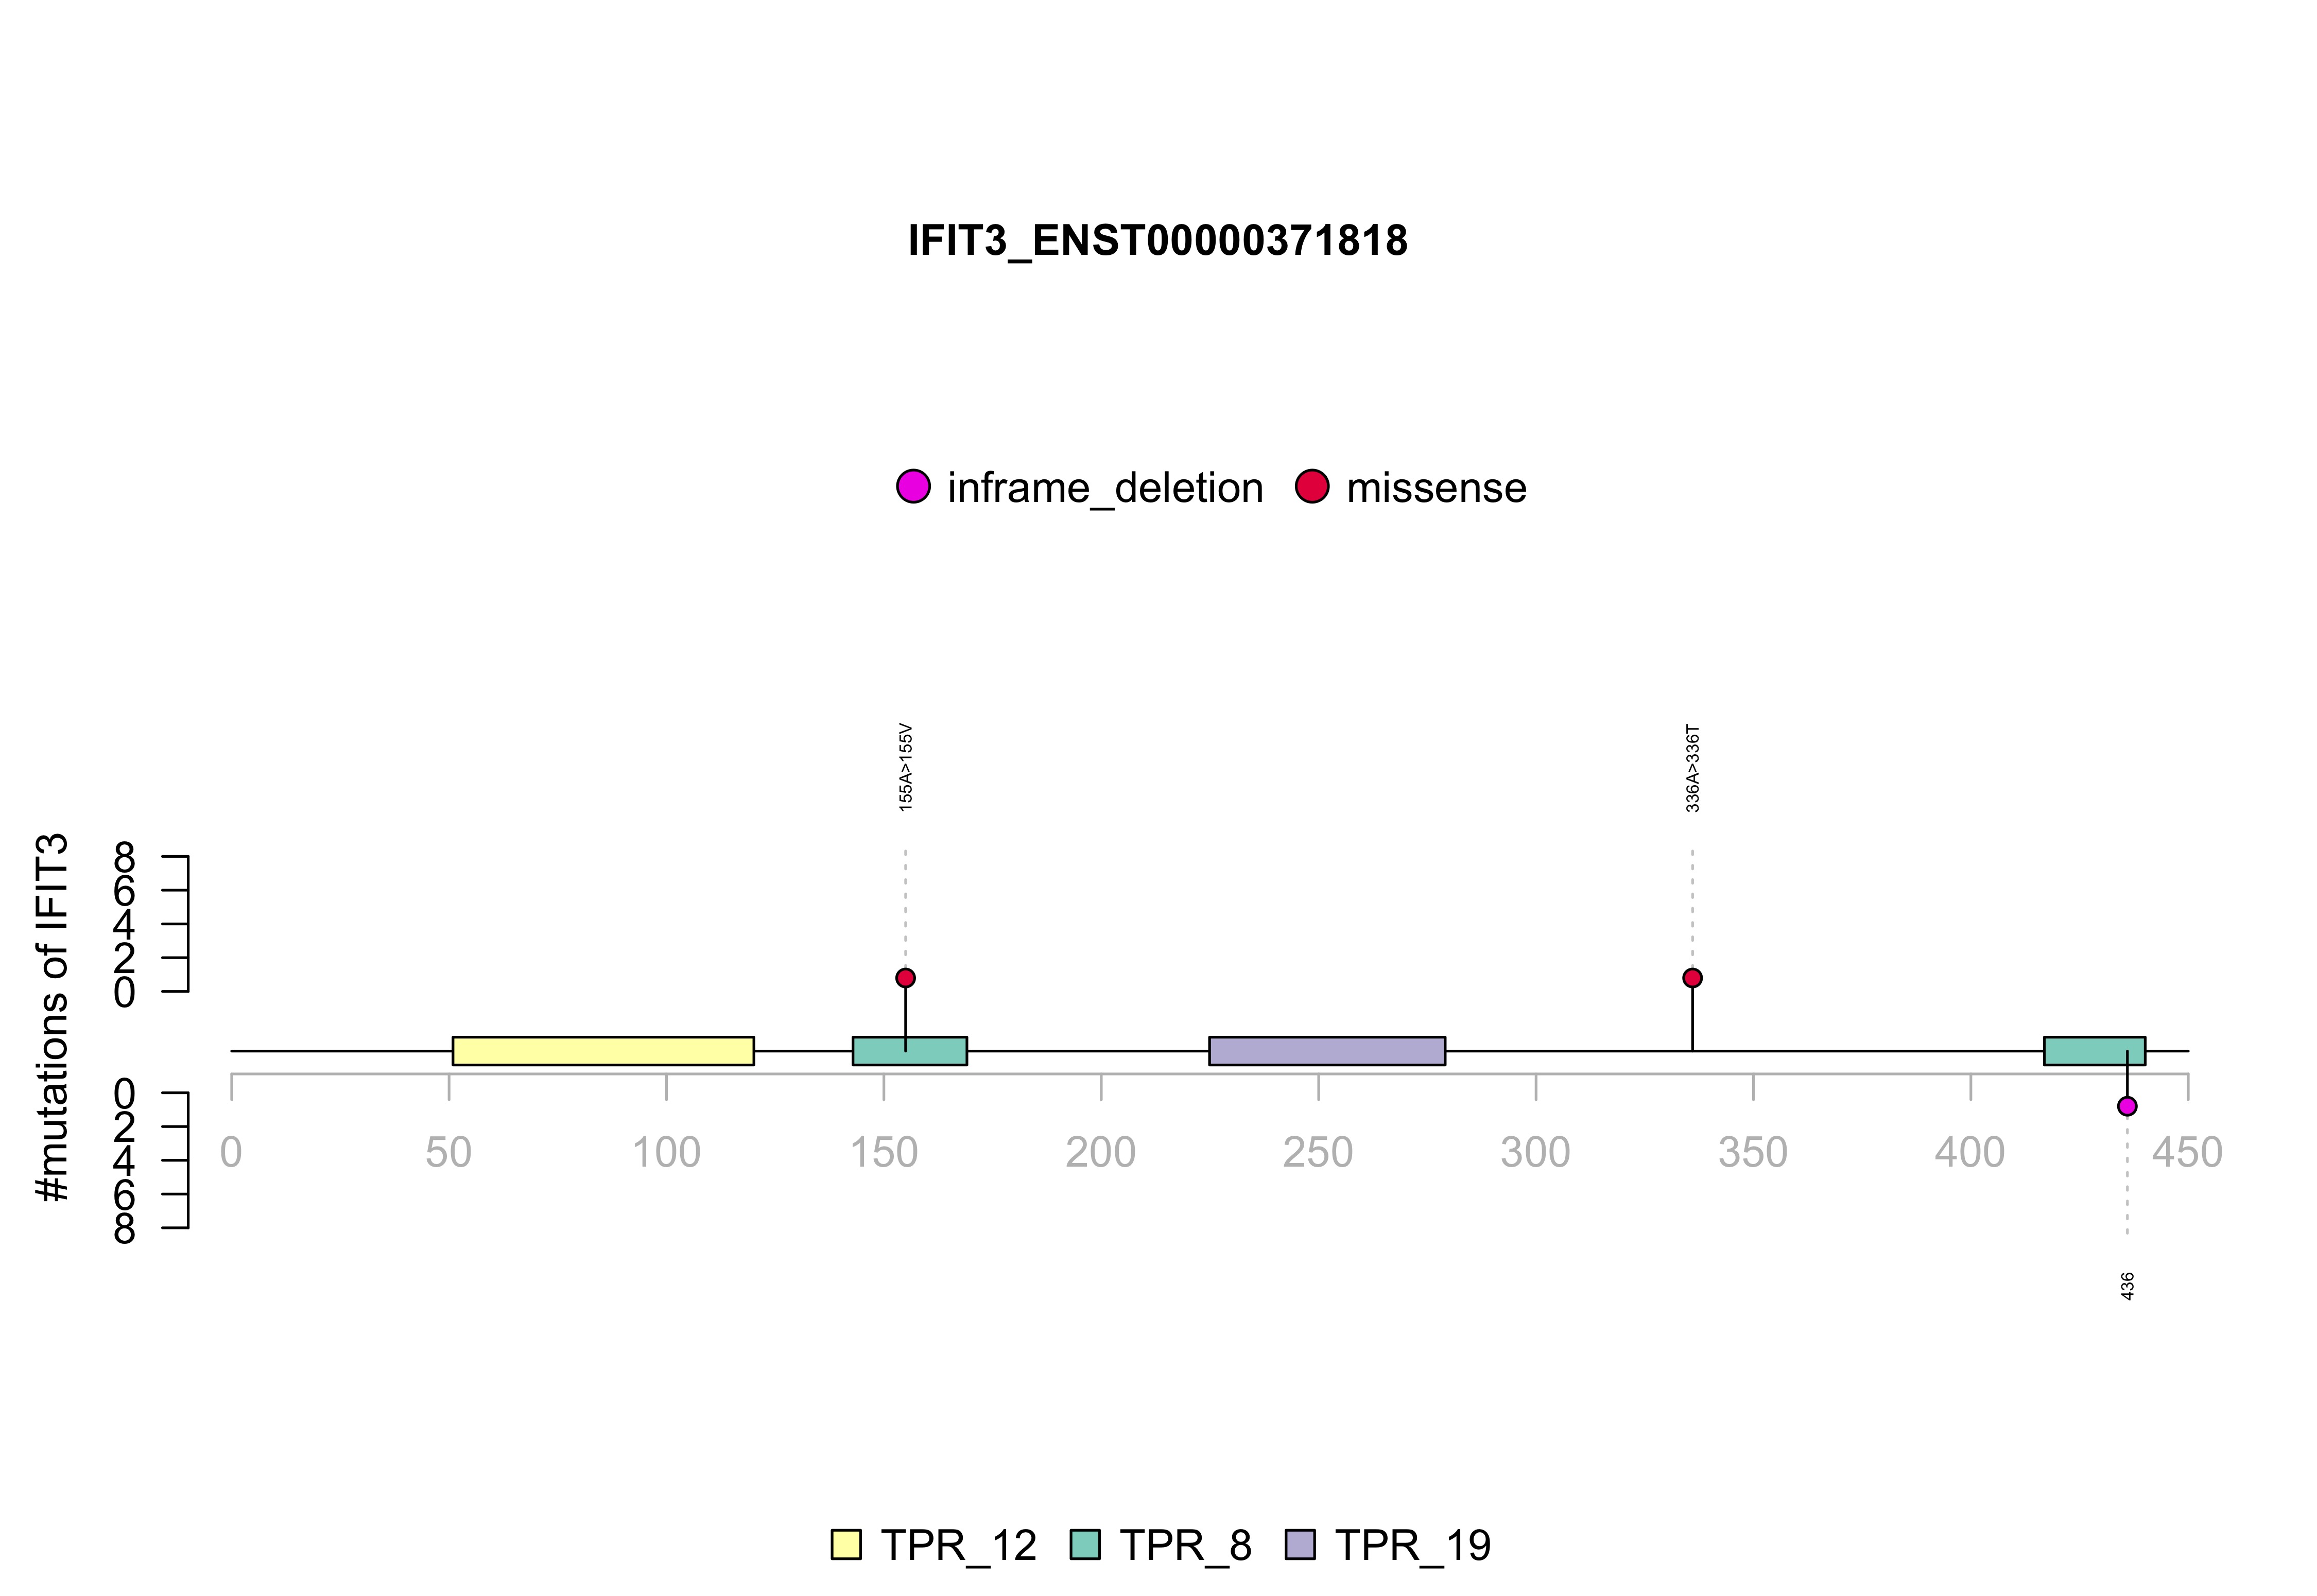 IFIT3_ENST00000371818
inframe_deletion missense
155A>155V 336A>336T
#mutations of IFIT3
8
6
4
2
0
0
2
4
6
8
0 50 100 150 200 250 300 350 400 450
436
TPR_12 TPR_8 TPR_19